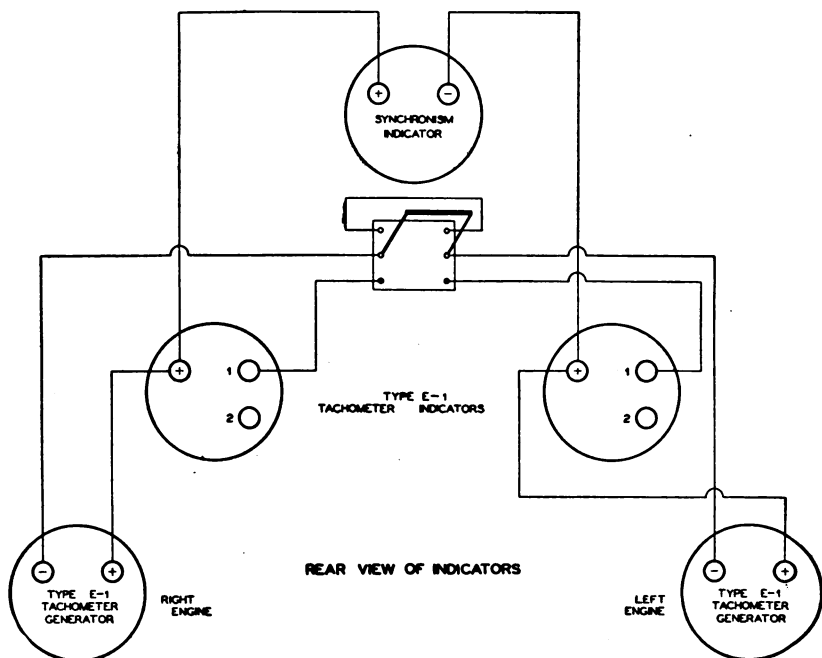 + −
SYNCHRONISM
INDICATOR
+ 1
2
TYPE E-1
TACHOMETER INDICATORS
+ 1
2
− +
TYPE E-1
TACHOMETER
GENERATOR
RIGHT
ENGINE
REAR VIEW OF INDICATORS
LEFT
ENGINE
− +
TYPE E-1
TACHOMETER
GENERATOR